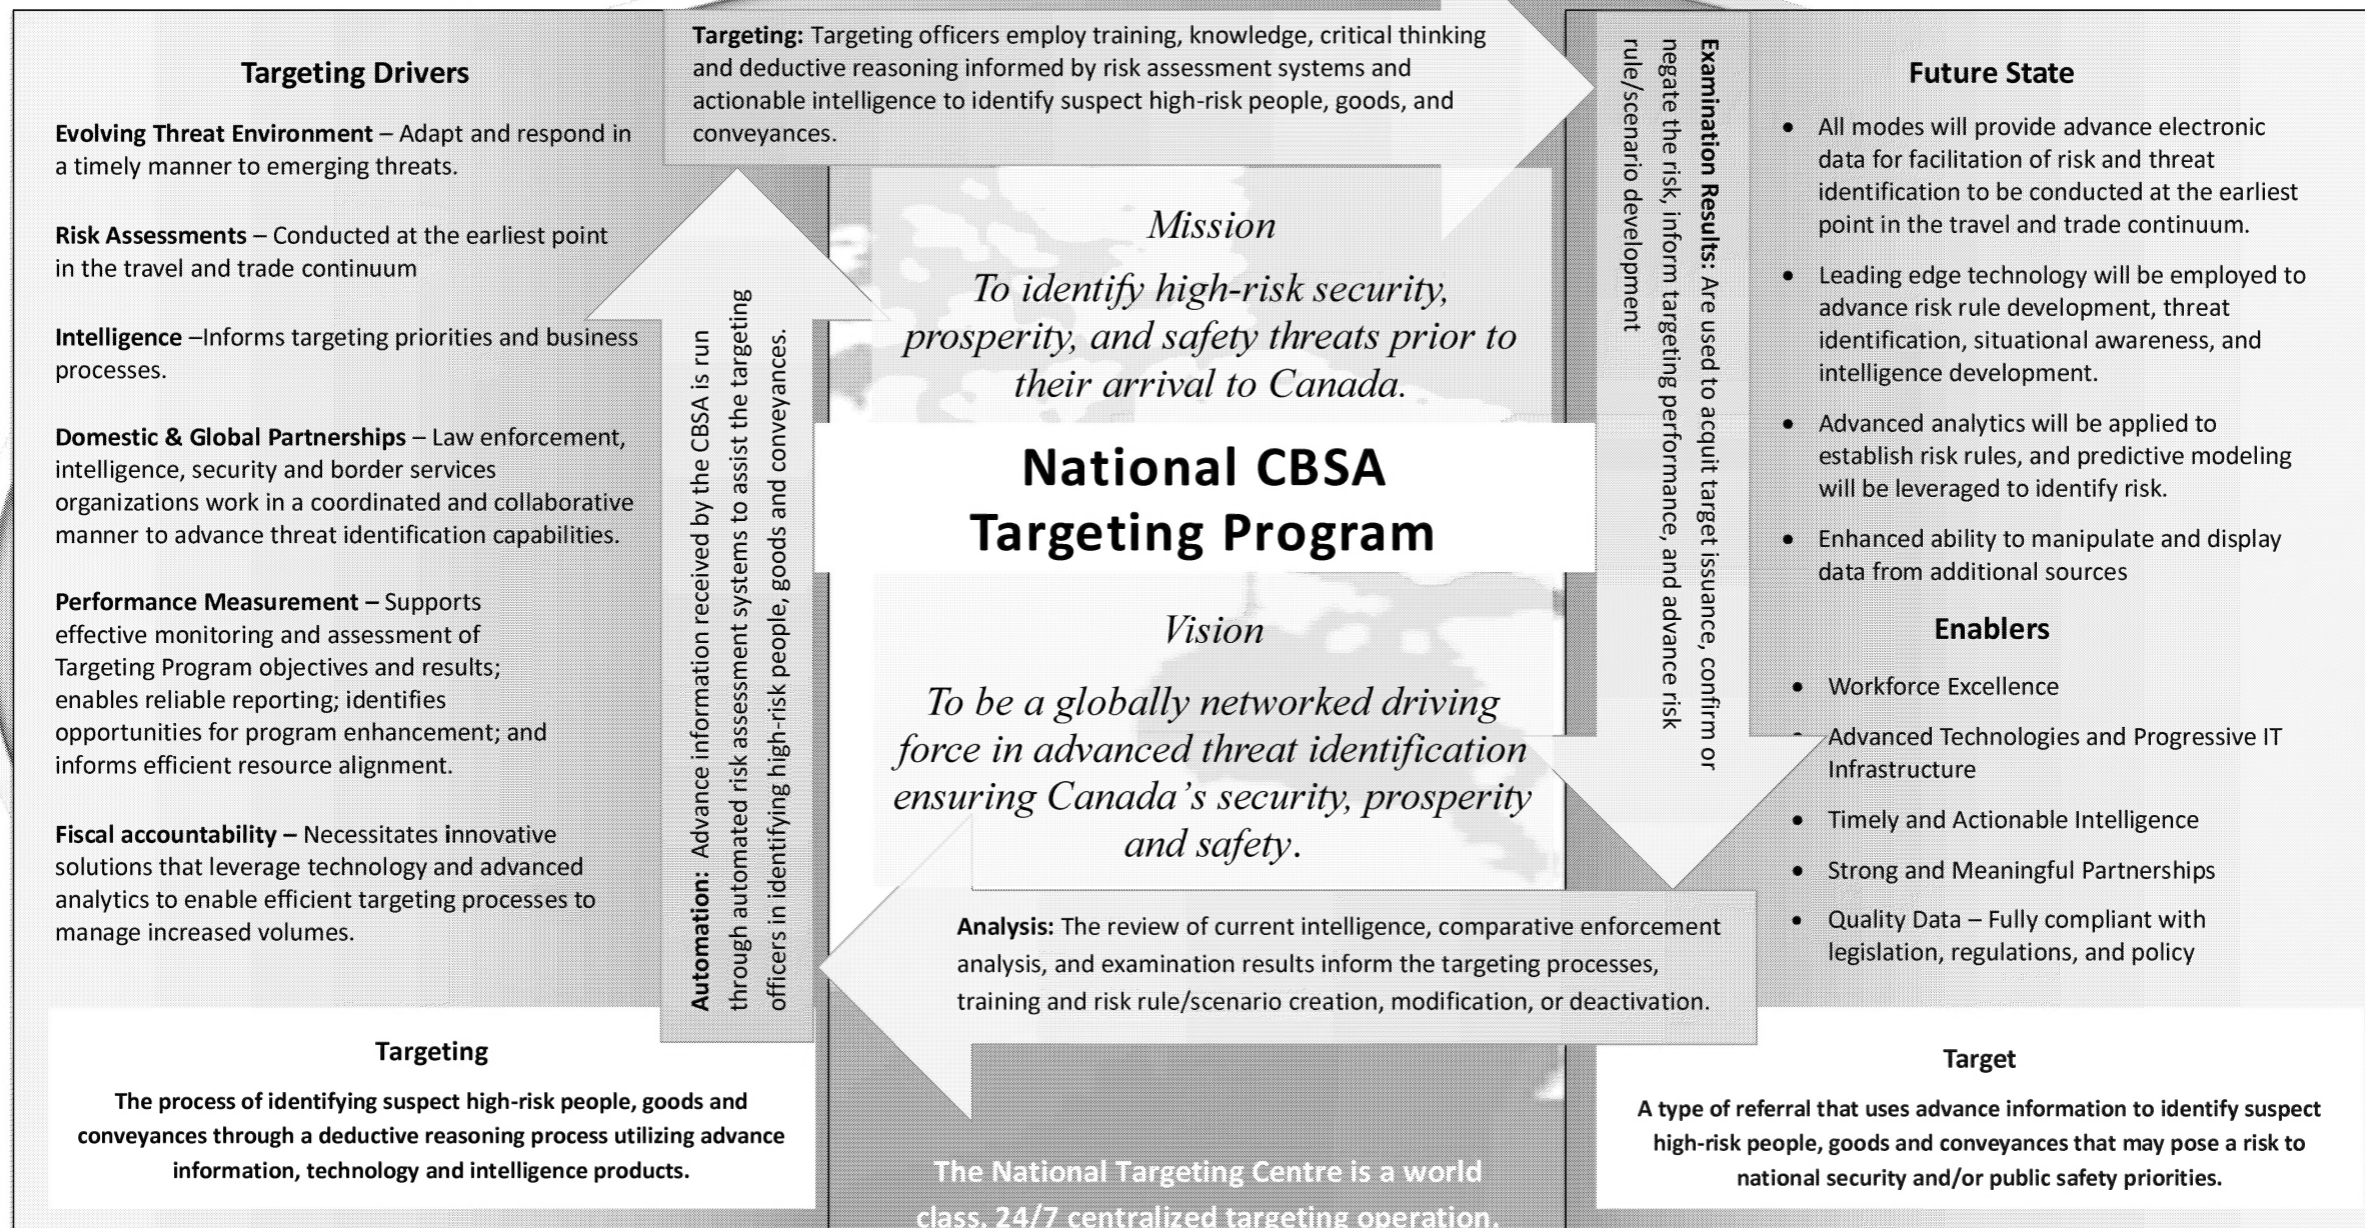 Targeting Drivers
Evolving Threat Environment – Adapt and respond in
a timely manner to emerging threats.
Risk Assessments – Conducted at the earliest point
in the travel and trade continuum
Intelligence –Informs targeting priorities and business
processes.
Domestic & Global Partnerships – Law enforcement,
intelligence, security and border services
organizations work in a coordinated and collaborative
manner to advance threat identification capabilities.
Performance Measurement – Supports
effective monitoring and assessment of
Targeting Program objectives and results;
enables reliable reporting; identifies
opportunities for program enhancement; and
informs efficient resource alignment.
Fiscal accountability – Necessitates innovative
solutions that leverage technology and advanced
analytics to enable efficient targeting processes to
manage increased volumes.
Targeting
The process of identifying suspect high-risk people, goods and
conveyances through a deductive reasoning process utilizing advance
information, technology and intelligence products.
Automation: Advance information received by the CBSA is run
through automated risk assessment systems to assist the targeting
officers in identifying high-risk people, goods and conveyances.
Targeting: Targeting officers employ training, knowledge, critical thinking
and deductive reasoning informed by risk assessment systems and
actionable intelligence to identify suspect high-risk people, goods, and
conveyances.
Mission
To identify high-risk security,
prosperity, and safety threats prior to
their arrival to Canada.
National CBSA
Targeting Program
Vision
To be a globally networked driving
force in advanced threat identification
ensuring Canada's security, prosperity
and safety.
Examination Results: Are used to acquit target issuance, confirm or
negate the risk, inform targeting performance, and advance risk
rule/scenario development
Analysis: The review of current intelligence, comparative enforcement
analysis, and examination results inform the targeting processes,
training and risk rule/scenario creation, modification, or deactivation.
The National Targeting Centre is a world
class, 24/7 centralized targeting operation.
Future State
• All modes will provide advance electronic
data for facilitation of risk and threat
identification to be conducted at the earliest
point in the travel and trade continuum.
• Leading edge technology will be employed to
advance risk rule development, threat
identification, situational awareness, and
intelligence development.
• Advanced analytics will be applied to
establish risk rules, and predictive modeling
will be leveraged to identify risk.
• Enhanced ability to manipulate and display
data from additional sources
Enablers
• Workforce Excellence
• Advanced Technologies and Progressive IT
Infrastructure
• Timely and Actionable Intelligence
• Strong and Meaningful Partnerships
• Quality Data – Fully compliant with
legislation, regulations, and policy
Target
A type of referral that uses advance information to identify suspect
high-risk people, goods and conveyances that may pose a risk to
national security and/or public safety priorities.